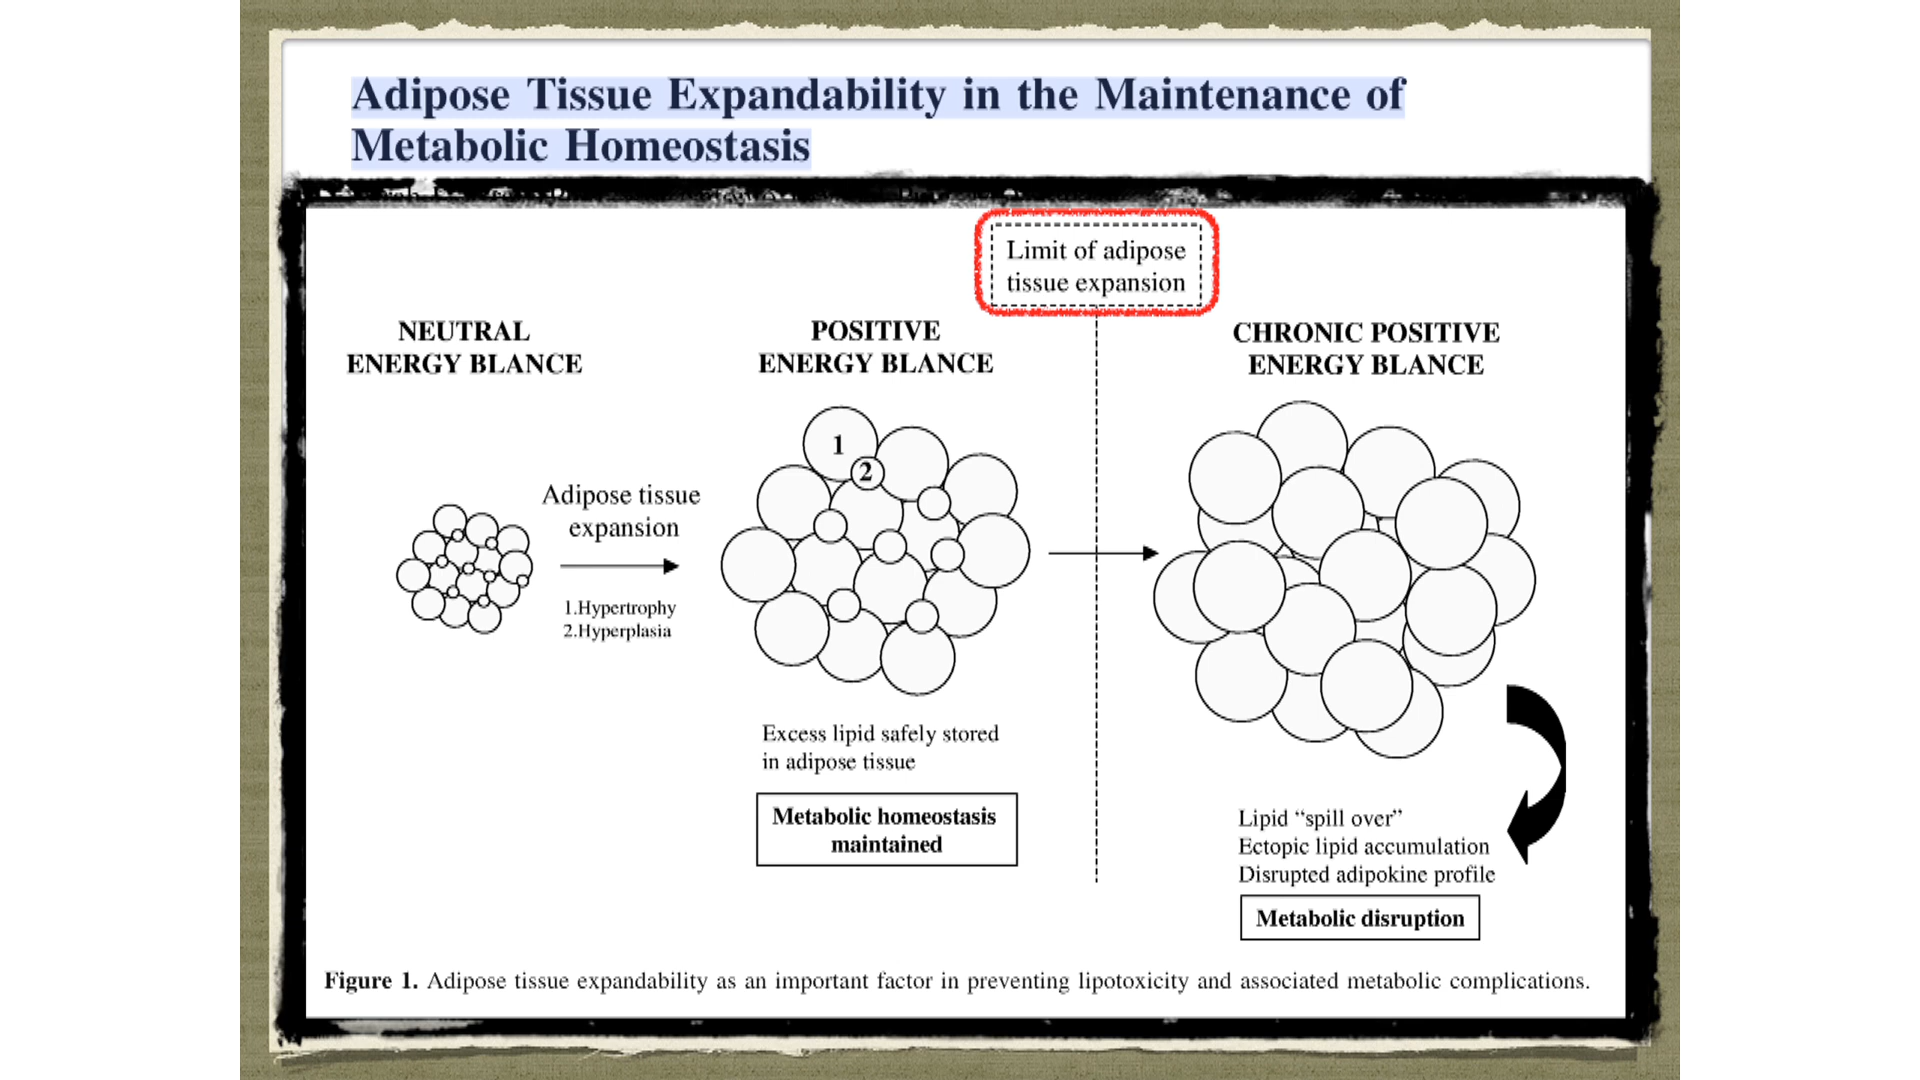 Adipose Tissue Expandability in the Maintenance of
Metabolic Homeostasis
Limit of adipose
tissue expansion
NEUTRAL
ENERGY BLANCE
POSITIVE
ENERGY BLANCE
CHRONIC POSITIVE
ENERGY BLANCE
Adipose tissue
expansion
1.Hypertrophy
2.Hyperplasia
1
2
Excess lipid safely stored
in adipose tissue
Metabolic homeostasis
maintained
Lipid “spill over”
Ectopic lipid accumulation
Disrupted adipokine profile
Metabolic disruption
Figure 1. Adipose tissue expandability as an important factor in preventing lipotoxicity and associated metabolic complications.